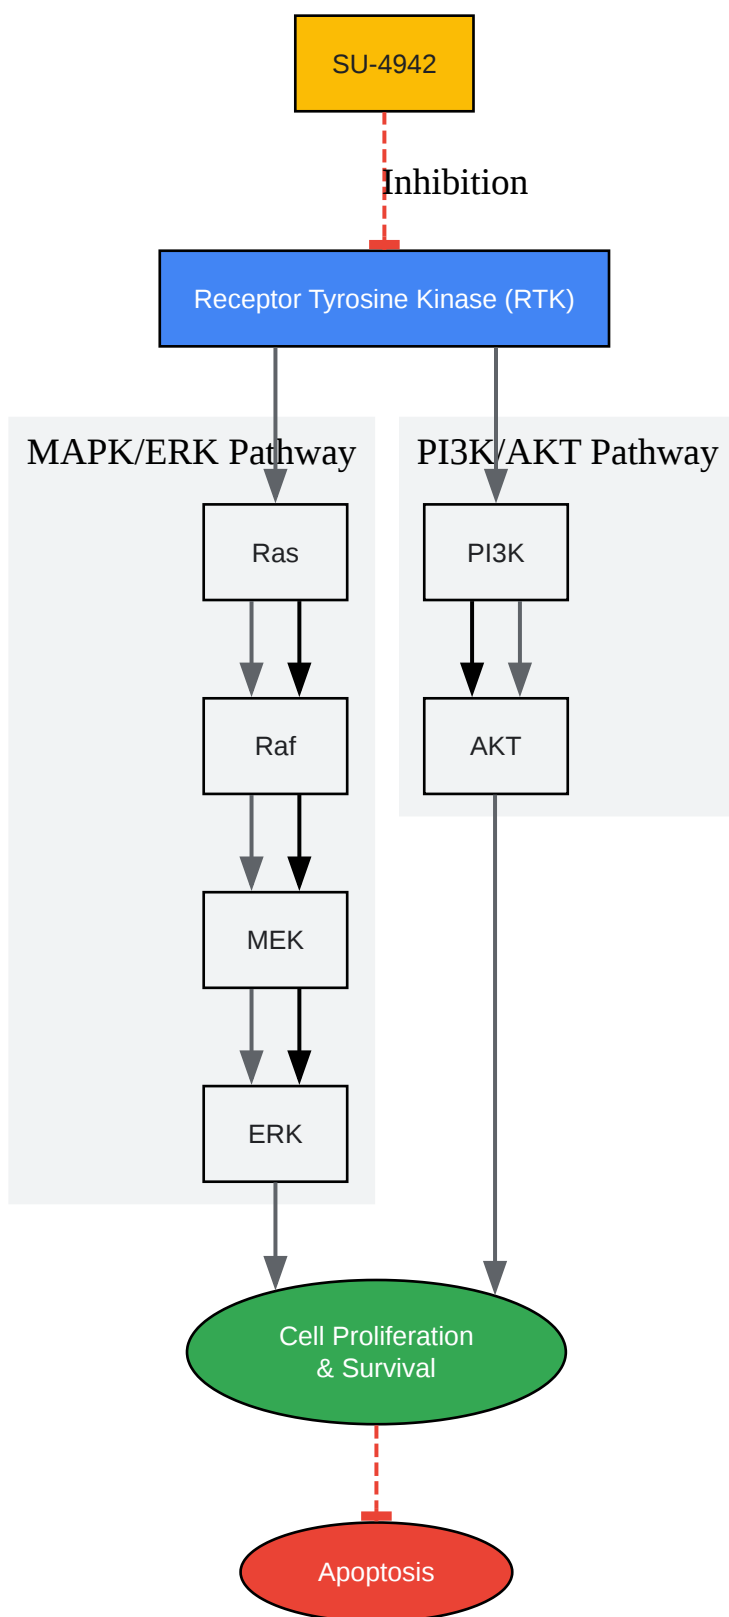 SU-4942
Inhibition
Receptor Tyrosine Kinase (RTK)
MAPK/ERK Pathway
PI3K/AKT Pathway
Ras
PI3K
Raf
AKT
MEK
ERK
Cell Proliferation
& Survival
Apoptosis